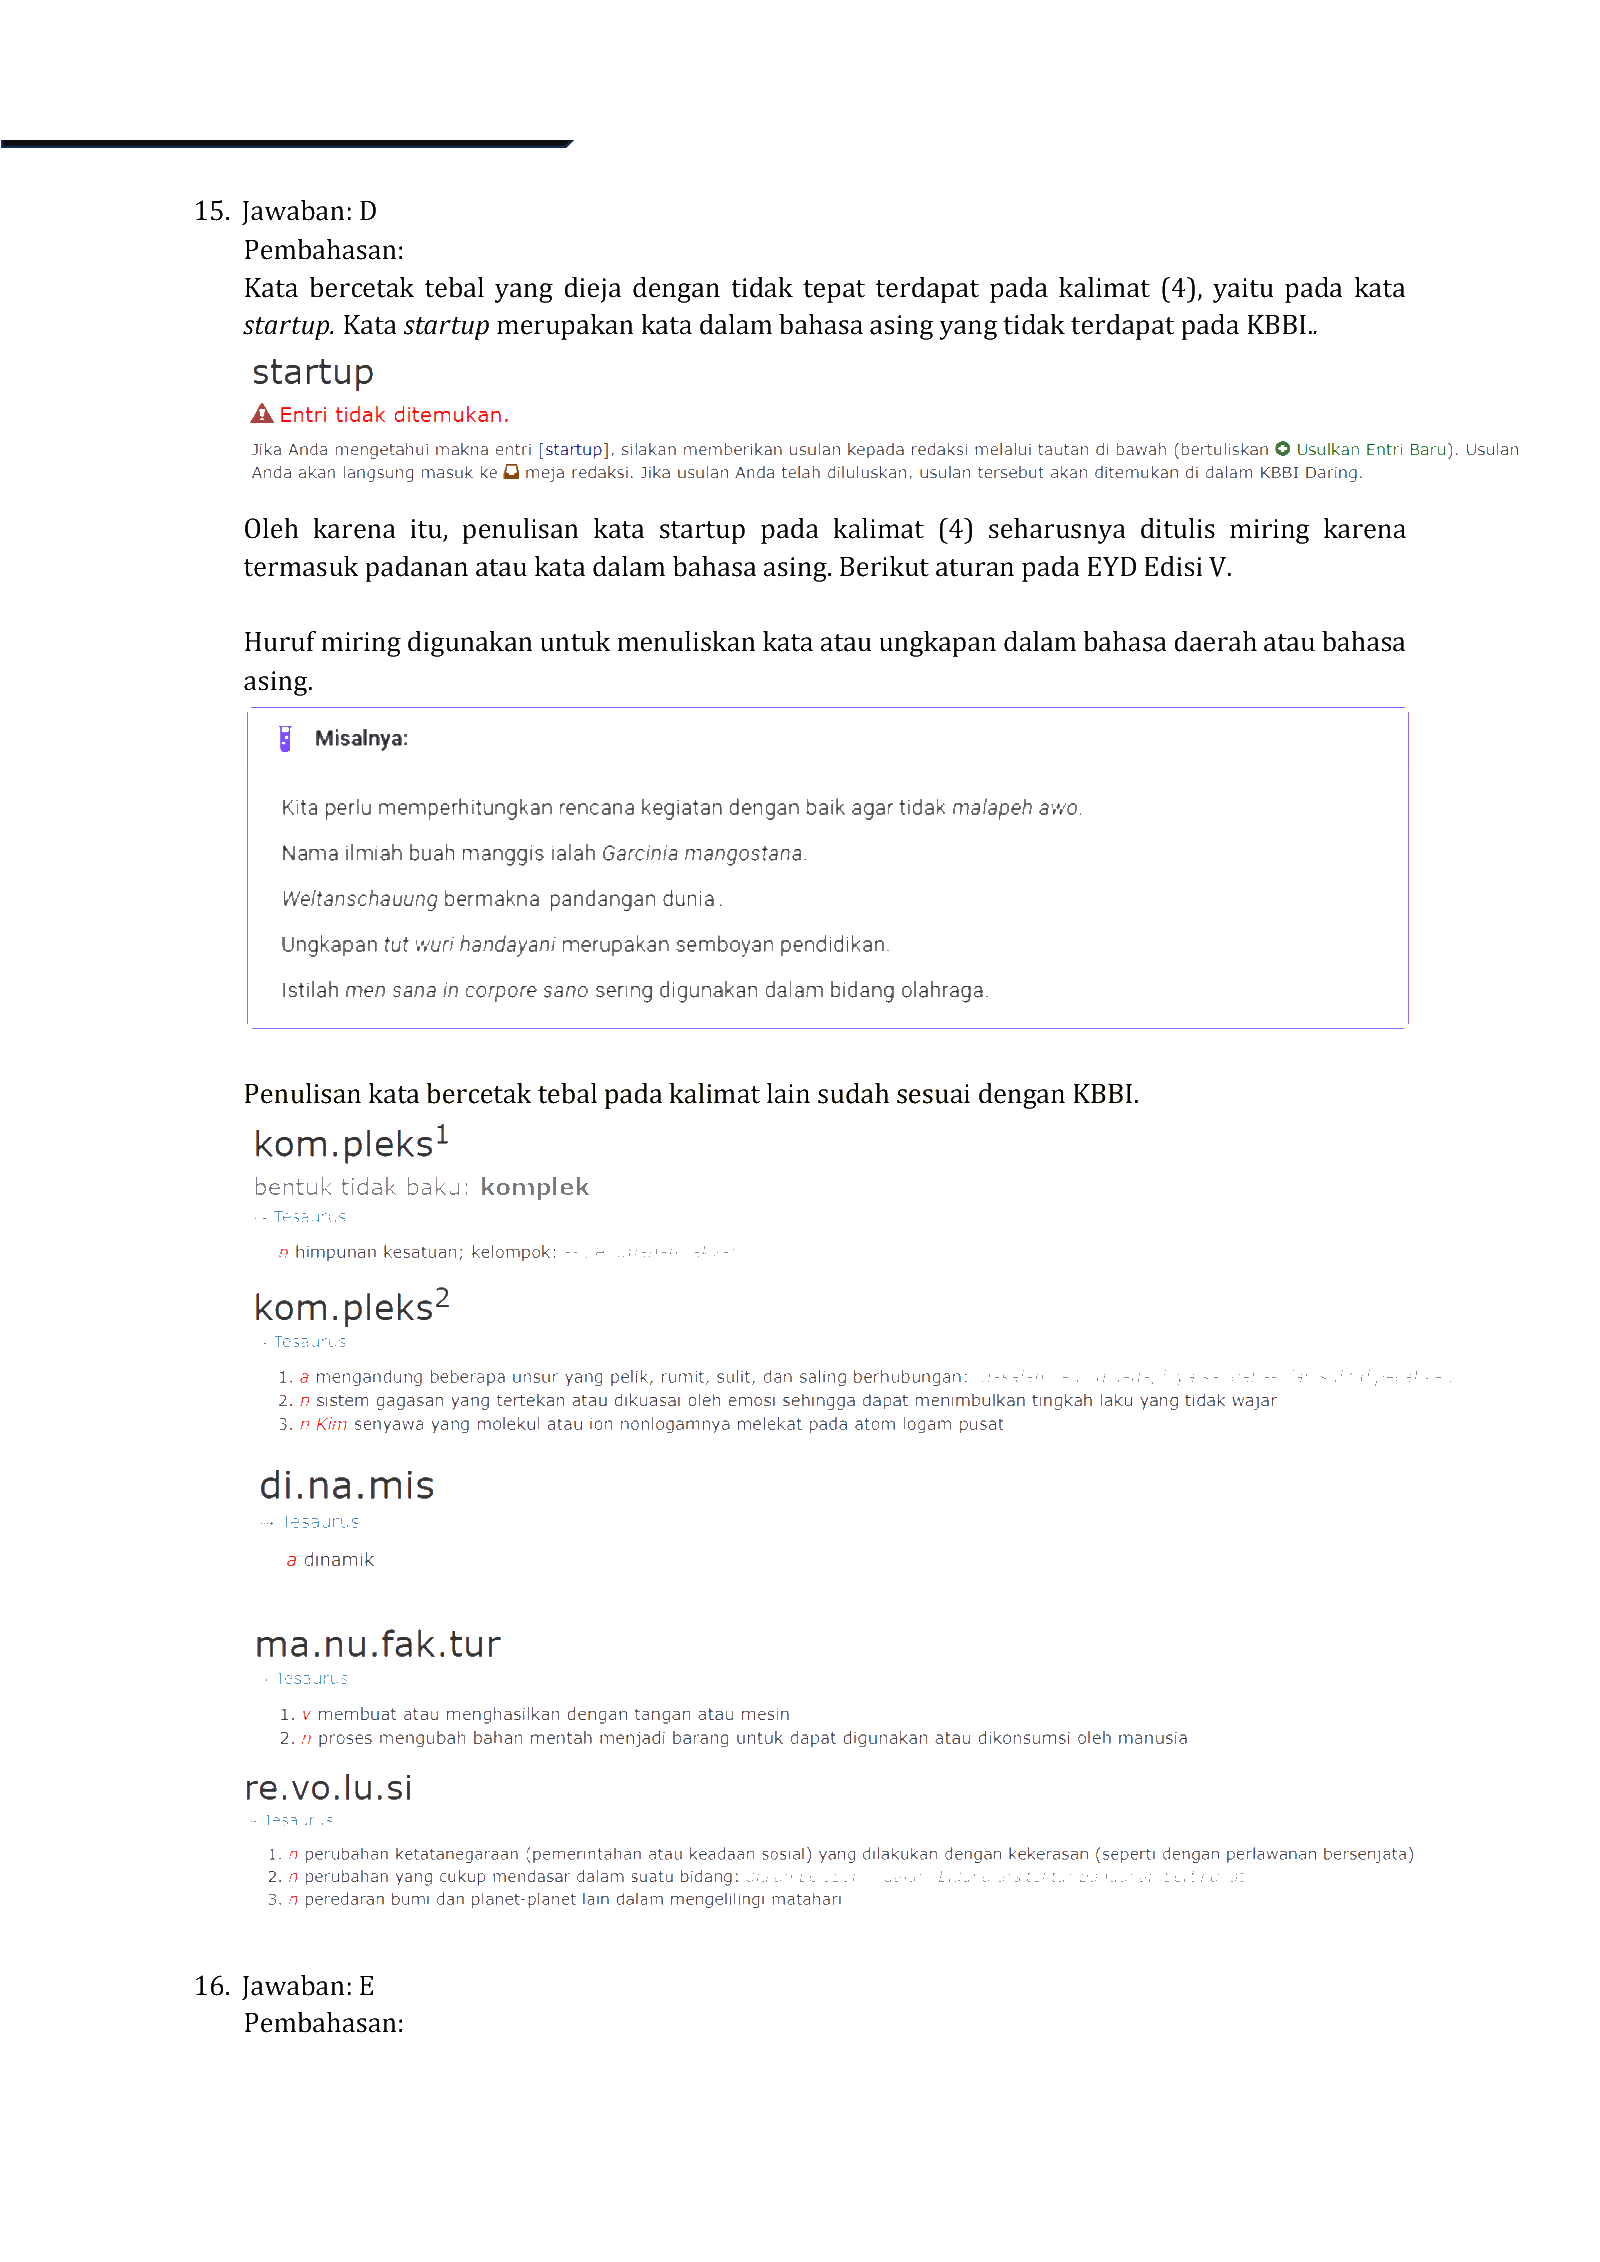 15. Jawaban: D
Pembahasan:
Kata bercetak tebal yang dieja dengan tidak tepat terdapat pada kalimat (4), yaitu pada kata
startup. Kata startup merupakan kata dalam bahasa asing yang tidak terdapat pada KBBI..
startup
Entri tidak ditemukan.
Jika Anda mengetahui makna entri [startup], silakan memberikan usulan kepada redaksi melalui tautan di bawah (bertuliskan Usulkan Entri Baru). Usulan
Anda akan langsung masuk ke meja redaksi. Jika usulan Anda telah diluluskan, usulan tersebut akan ditemukan di dalam KBBI Daring.
Oleh karena itu, penulisan kata startup pada kalimat (4) seharusnya ditulis miring karena
termasuk padanan atau kata dalam bahasa asing. Berikut aturan pada EYD Edisi V.
Huruf miring digunakan untuk menuliskan kata atau ungkapan dalam bahasa daerah atau bahasa
asing.
Misalnya:
Kita perlu memperhitungkan rencana kegiatan dengan baik agar tidak malapeh awo.
Nama ilmiah buah manggis ialah Garcinia mangostana.
Weltanschauung bermakna pandangan dunia.
Ungkapan tut wuri handayani merupakan semboyan pendidikan.
Istilah men sana in corpore sano sering digunakan dalam bidang olahraga.
Penulisan kata bercetak tebal pada kalimat lain sudah sesuai dengan KBBI.
kom.pleks¹
bentuk tidak baku: komplek
Tesaurus
n himpunan kesatuan; kelompok:
kom.pleks²
Tesaurus
1. a mengandung beberapa unsur yang pelik, rumit, sulit, dan saling berhubungan:
2. n sistem gagasan yang tertekan atau dikuasai oleh emosi sehingga dapat menimbulkan tingkah laku yang tidak wajar
3. n Kim senyawa yang molekul atau ion nonlogamnya melekat pada atom logam pusat
di.na.mis
Tesaurus
a dinamik
ma.nu.fak.tur
Tesaurus
1. v membuat atau menghasilkan dengan tangan atau mesin
2. n proses mengubah bahan mentah menjadi barang untuk dapat digunakan atau dikonsumsi oleh manusia
re.vo.lu.si
Tesaurus
1. n perubahan ketatanegaraan (pemerintahan atau keadaan sosial) yang dilakukan dengan kekerasan (seperti dengan perlawanan bersenjata)
2. n perubahan yang cukup mendasar dalam suatu bidang:
3. n peredaran bumi dan planet-planet lain dalam mengelilingi matahari
16. Jawaban: E
Pembahasan: